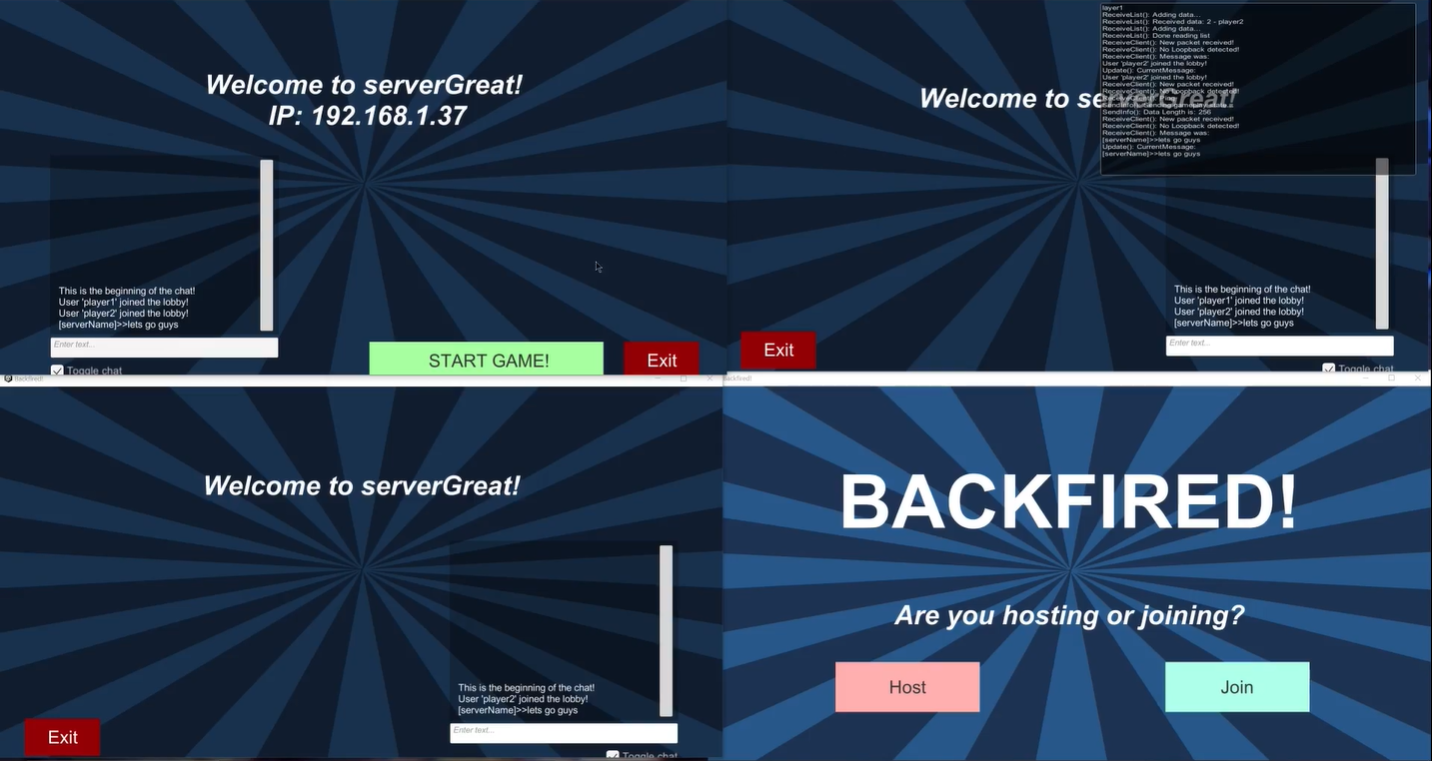 Welcome to serverGreat!
IP: 192.168.1.37
This is the beginning of the chat!
User 'player1' joined the lobby!
User 'player2' joined the lobby!
[serverName]>>lets go guys
Enter text...
Toggle chat
START GAME!
Exit
layer1
ReceiveList(): Adding data...
ReceiveList(): Received data: 2 - player2
ReceiveList(): Adding data...
ReceiveList(): Done reading list
ReceiveClient(): New packet received!
ReceiveClient(): No Loopback detected!
ReceiveClient(): Message was:
User 'player2' joined the lobby!
Update(): CurrentMessage:
User 'player2' joined the lobby!
ReceiveClient(): New packet received!
ReceiveClient(): No Loopback detected!
SendInfo(): Data Length is: 256
ReceiveClient(): New packet received!
ReceiveClient(): No Loopback detected!
ReceiveClient(): Message was:
[serverName]>>lets go guys
Update(): CurrentMessage:
[serverName]>>lets go guys
Welcome to serverGreat!
This is the beginning of the chat!
User 'player1' joined the lobby!
User 'player2' joined the lobby!
[serverName]>>lets go guys
Enter text...
Toggle chat
Exit
Backfired!
Welcome to serverGreat!
This is the beginning of the chat!
User 'player2' joined the lobby!
[serverName]>>lets go guys
Enter text...
Toggle chat
Exit
Backfired!
BACKFIRED!
Are you hosting or joining?
Host
Join